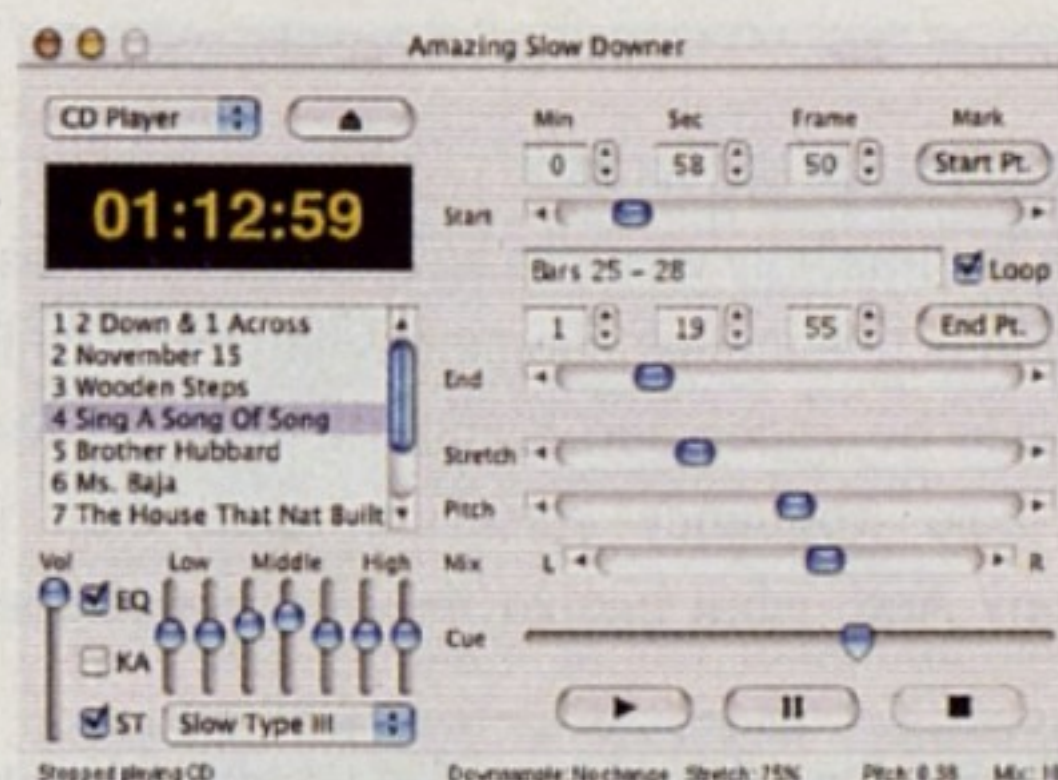 Amazing Slow Downer
CD Player
Min Sec Frame Mark
0 58 50 Start Pt.
01:12:59
Start
Bars 25 – 28 Loop
1 19 55 End Pt.
End
1 2 Down & 1 Across
2 November 15
3 Wooden Steps
4 Sing A Song Of Song
5 Brother Hubbard
6 Ms. Baja
7 The House That Nat Built
Stretch
Pitch
Mix L R
Cue
Vol Low Middle High
EQ
KA
ST Slow Type III
Stopped playing CD
Downsample: No change Stretch: 75% Pitch: 0.38 Mix: